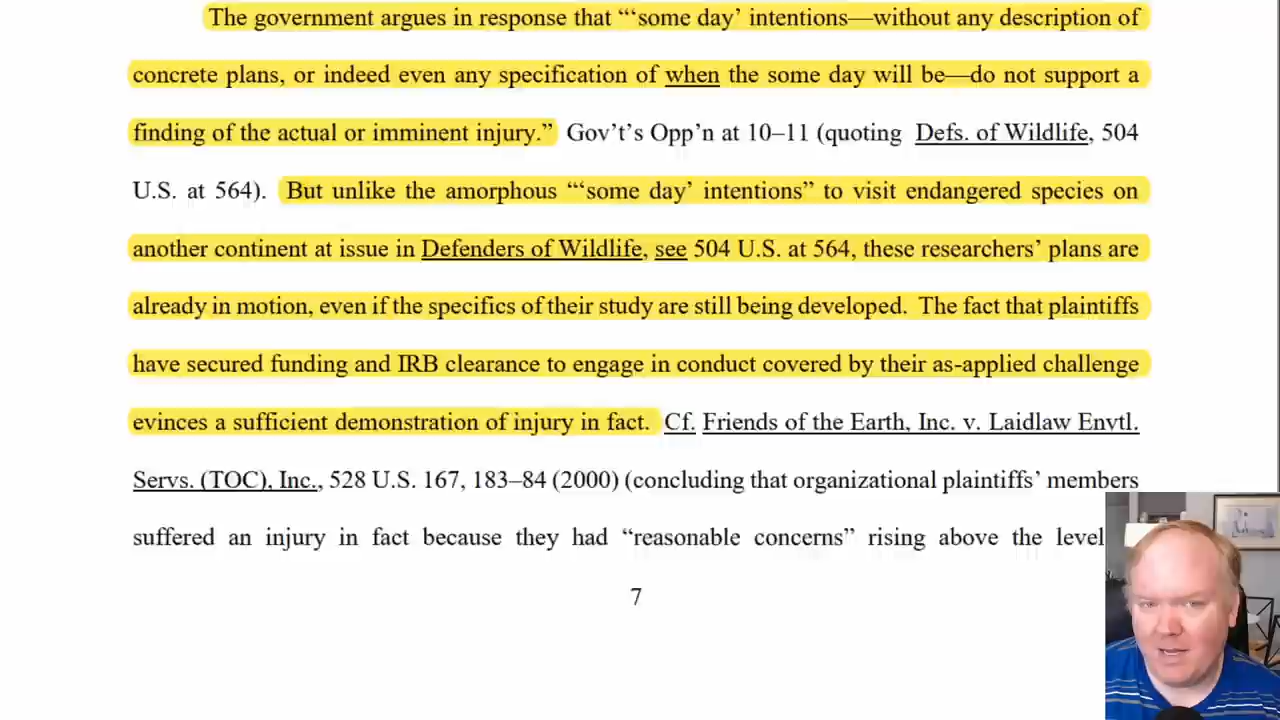 The government argues in response that “‘some day’ intentions—without any description of
concrete plans, or indeed even any specification of when the some day will be—do not support a
finding of the actual or imminent injury.” Gov’t’s Opp’n at 10–11 (quoting Defs. of Wildlife, 504
U.S. at 564). But unlike the amorphous “‘some day’ intentions” to visit endangered species on
another continent at issue in Defenders of Wildlife, see 504 U.S. at 564, these researchers’ plans are
already in motion, even if the specifics of their study are still being developed. The fact that plaintiffs
have secured funding and IRB clearance to engage in conduct covered by their as-applied challenge
evinces a sufficient demonstration of injury in fact. Cf. Friends of the Earth, Inc. v. Laidlaw Envtl.
Servs. (TOC), Inc., 528 U.S. 167, 183–84 (2000) (concluding that organizational plaintiffs’ members
suffered an injury in fact because they had “reasonable concerns” rising above the level
7